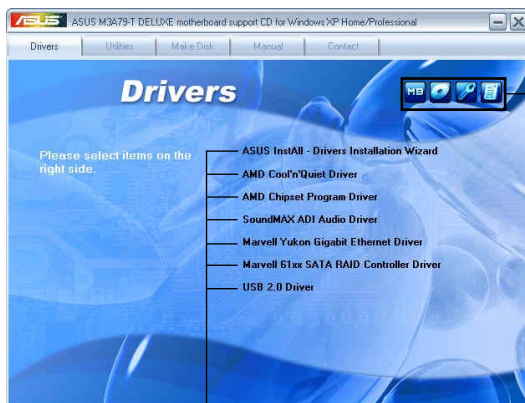 ASUS ASUS M3A79-T DELUXE motherboard support CD for Windows XP Home/Professional
Drivers Utilities Make Disk Manual Contact
Drivers
MB
Please select items on the
right side.
ASUS InstAll - Drivers Installation Wizard
AMD Cool'n'Quiet Driver
AMD Chipset Program Driver
SoundMAX ADI Audio Driver
Marvell Yukon Gigabit Ethernet Driver
Marvell 61xx SATA RAID Controller Driver
USB 2.0 Driver